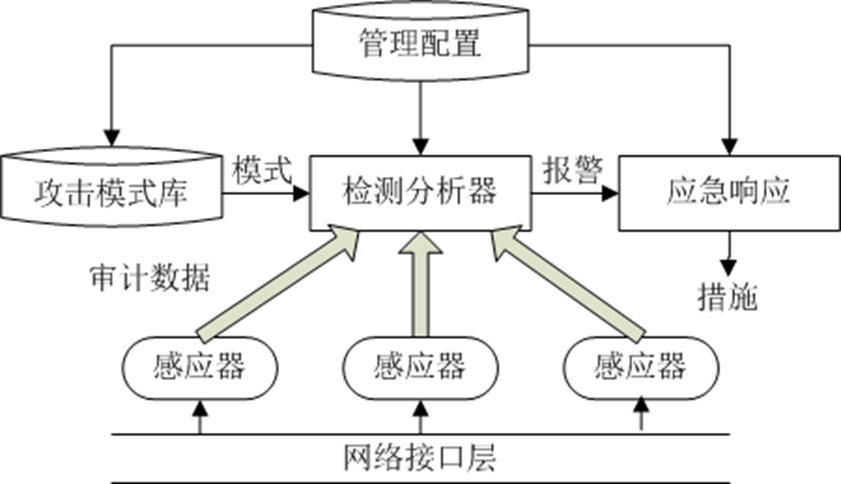 管理配置
攻击模式库
模式
检测分析器
报警
应急响应
审计数据
措施
感应器
感应器
感应器
网络接口层